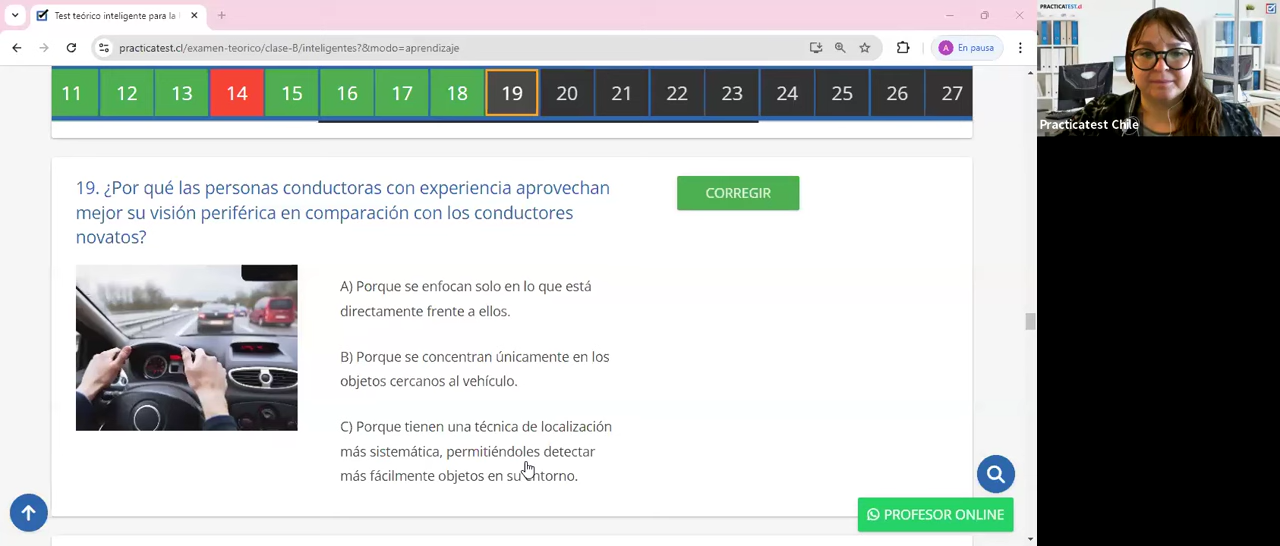 Test teórico inteligente para la
practicatest.cl/examen-teorico/clase-B/inteligentes?&modo=aprendizaje
A
En pausa
PRACTICATEST.cl
Practicatest Chile
11 12 13 14 15 16 17 18 19 20 21 22 23 24 25 26 27
19. ¿Por qué las personas conductoras con experiencia aprovechan
mejor su visión periférica en comparación con los conductores
novatos?
CORREGIR
A) Porque se enfocan solo en lo que está
directamente frente a ellos.
B) Porque se concentran únicamente en los
objetos cercanos al vehículo.
C) Porque tienen una técnica de localización
más sistemática, permitiéndoles detectar
más fácilmente objetos en su entorno.
PROFESOR ONLINE